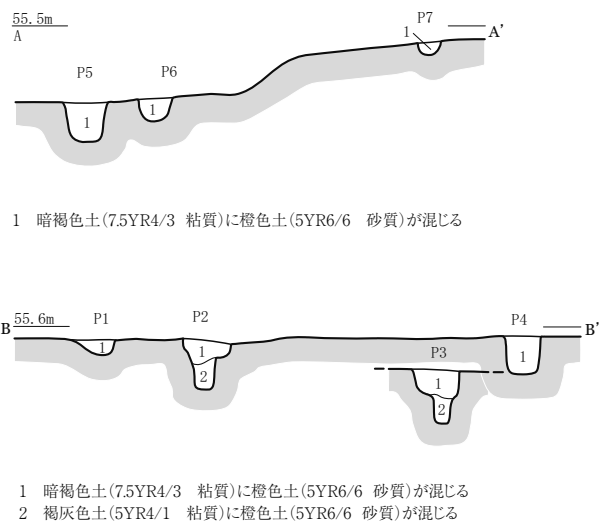 55.5m
A
P7
1
A'
P5
P6
1
1
1　暗褐色土(7.5YR4/3　粘質)に橙色土(5YR6/6　砂質)が混じる
B
55.6m
P1
P2
P4
B'
1
1
P3
1
2
1
2
1　暗褐色土(7.5YR4/3　粘質)に橙色土(5YR6/6　砂質)が混じる
2　褐灰色土(5YR4/1　粘質)に橙色土(5YR6/6　砂質)が混じる